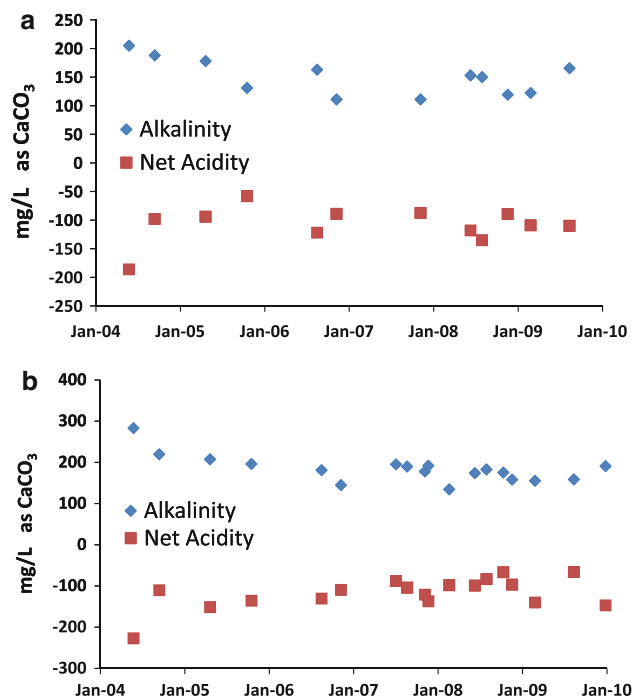 a
250
200
150
100
50
0
-50
-100
-150
-200
-250
mg/L as CaCO3
Alkalinity
Net Acidity
Jan-04 Jan-05 Jan-06 Jan-07 Jan-08 Jan-09 Jan-10
b
400
300
200
100
0
-100
-200
-300
mg/L as CaCO3
Alkalinity
Net Acidity
Jan-04 Jan-05 Jan-06 Jan-07 Jan-08 Jan-09 Jan-10